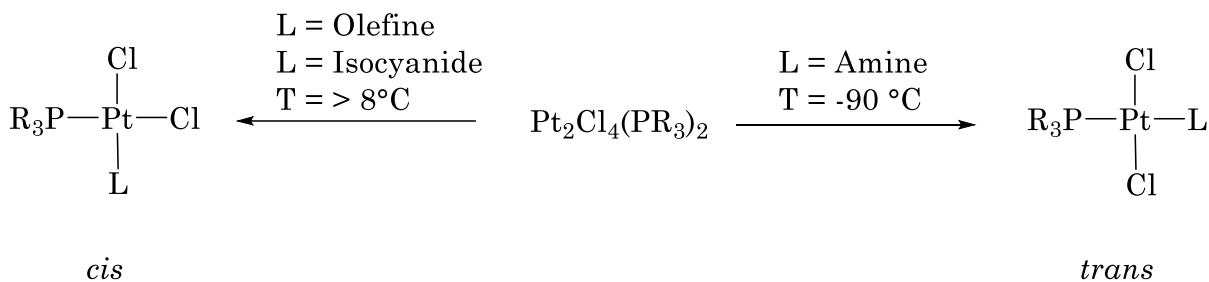 L = Olefine
L = Isocyanide
T = > 8°C
Cl
R₃P Pt Cl
L
cis
Pt₂Cl₄(PR₃)₂
L = Amine
T = -90 °C
Cl
R₃P Pt L
Cl
trans